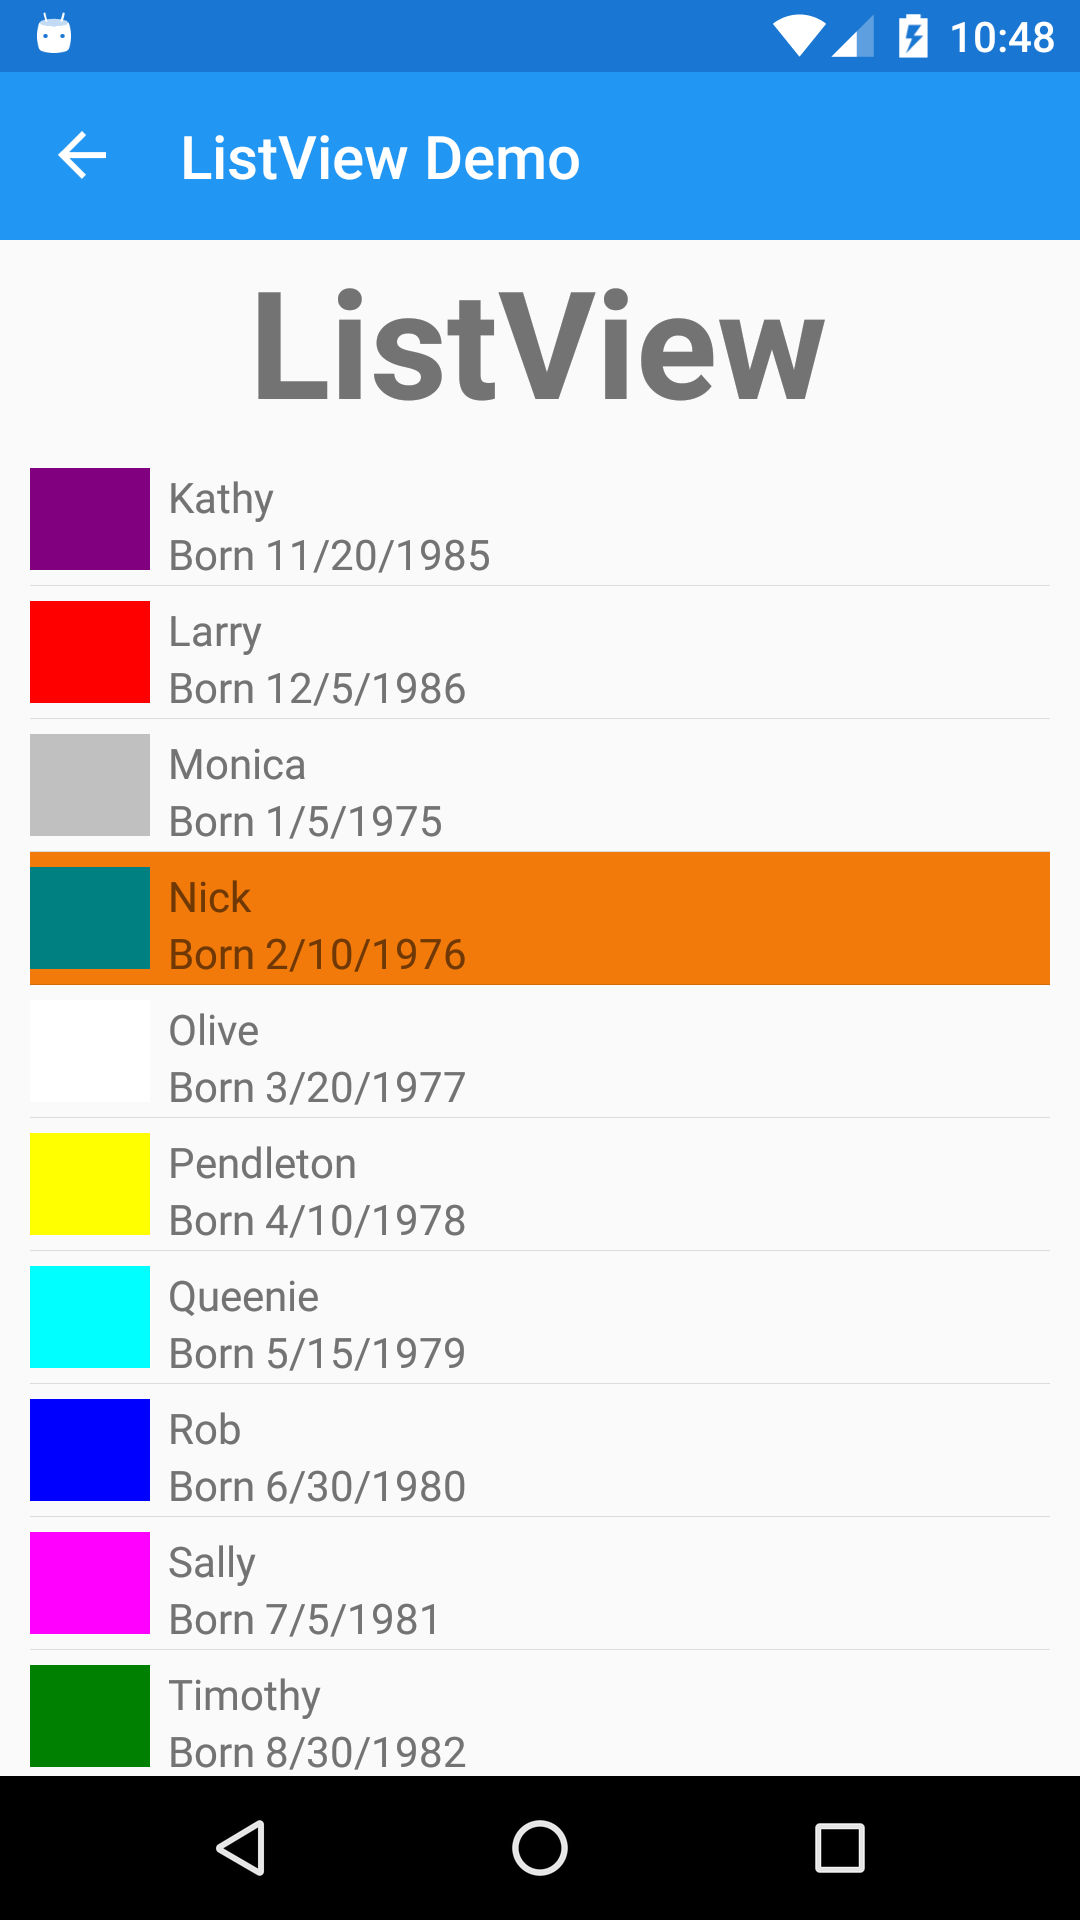 10:48
ListView Demo
ListView
Kathy
Born 11/20/1985
Larry
Born 12/5/1986
Monica
Born 1/5/1975
Nick
Born 2/10/1976
Olive
Born 3/20/1977
Pendleton
Born 4/10/1978
Queenie
Born 5/15/1979
Rob
Born 6/30/1980
Sally
Born 7/5/1981
Timothy
Born 8/30/1982